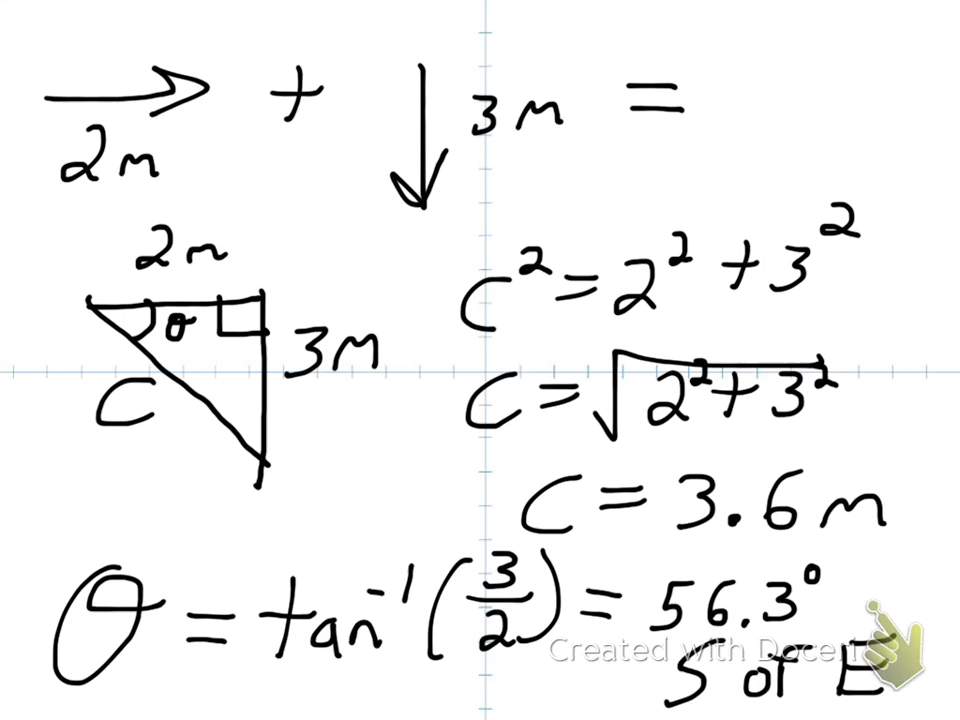 + 3m =
2m
2m
c² = 2² + 3²
θ
3m
c
c = √2² + 3²
c = 3.6m
θ = tan⁻¹(3/2) = 56.3°
Created with Doceri
S of E